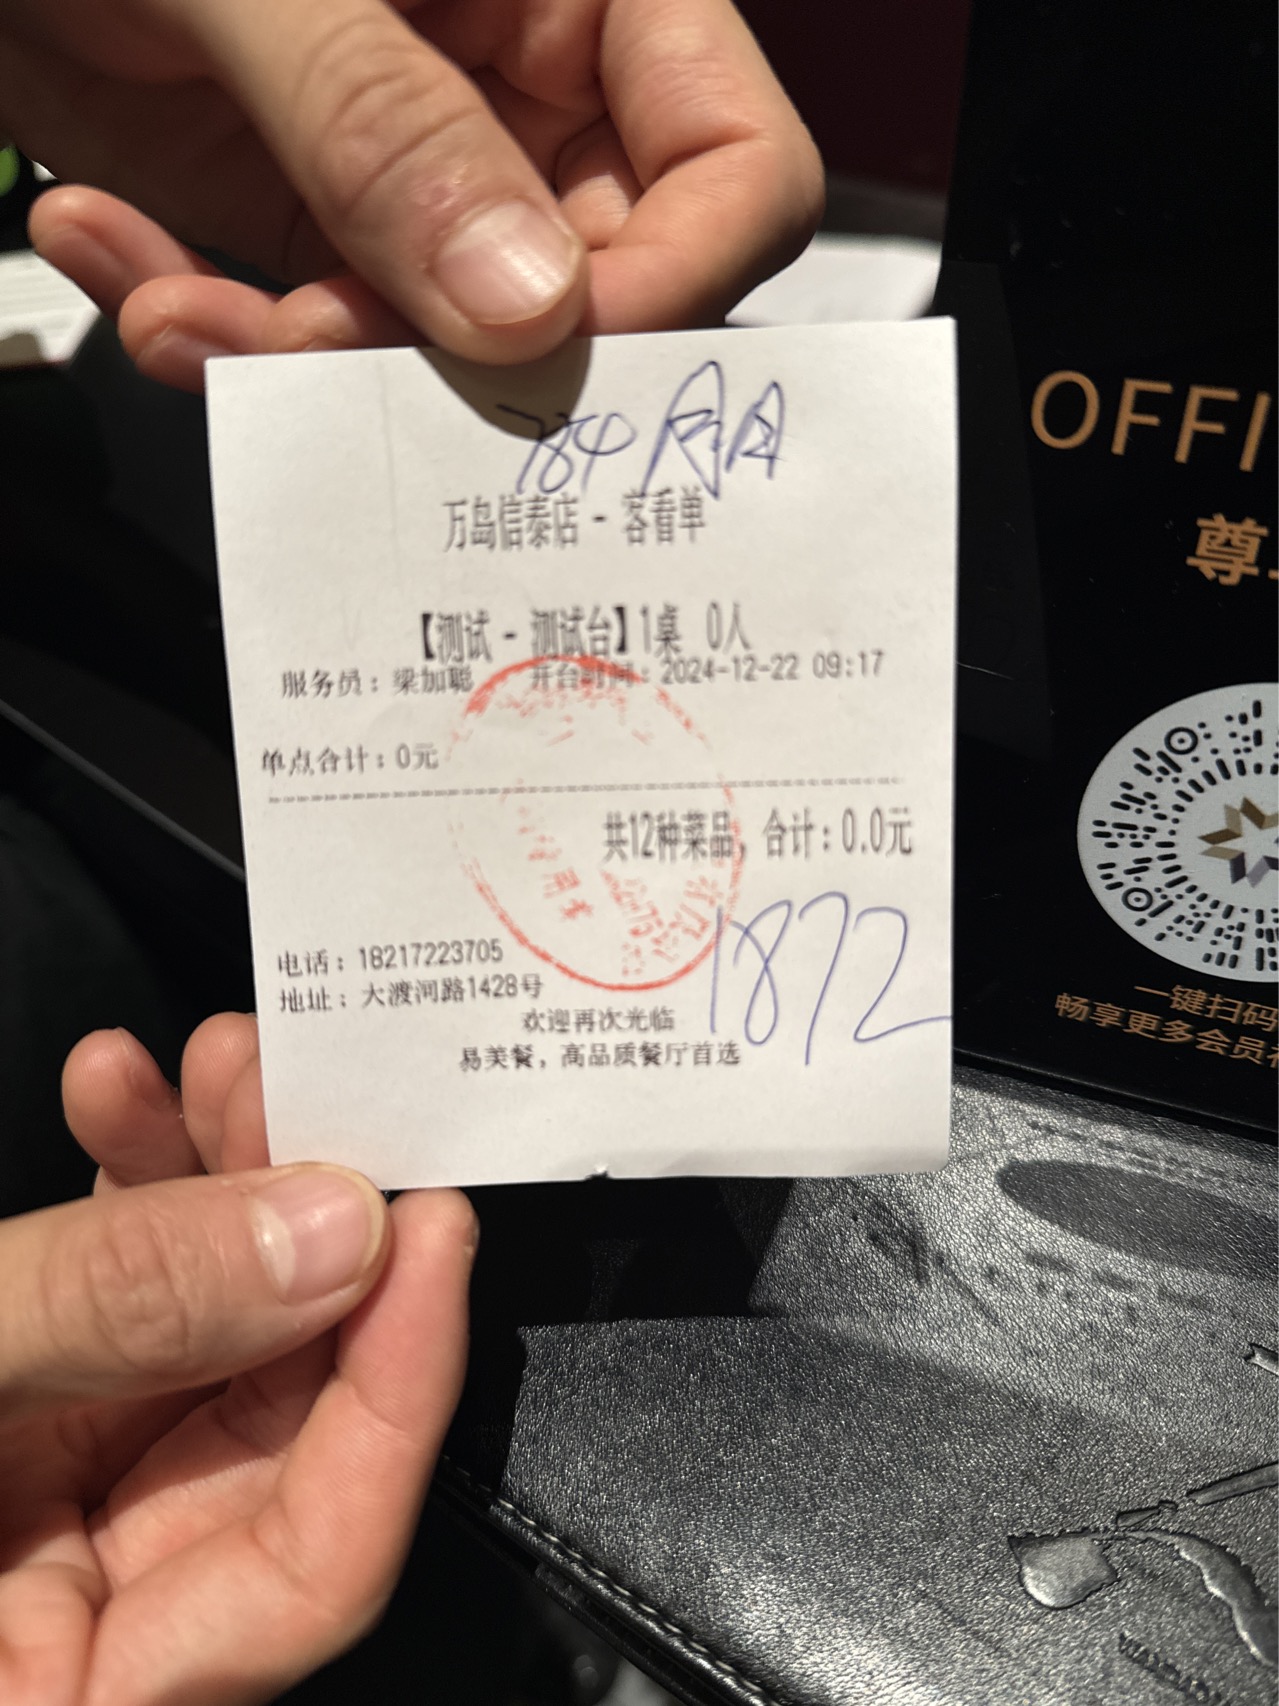 784
万岛信泰店 - 客看单
【测试 - 测试台】1桌 0人
服务员：梁加聪 开台时间：2024-12-22 09:17
单点合计：0元
共12种菜品，合计：0.0元
1872
电话：18217223705
地址：大渡河路1428号
欢迎再次光临
易美餐，高品质餐厅首选
OFFI
尊
一键扫码
畅享更多会员